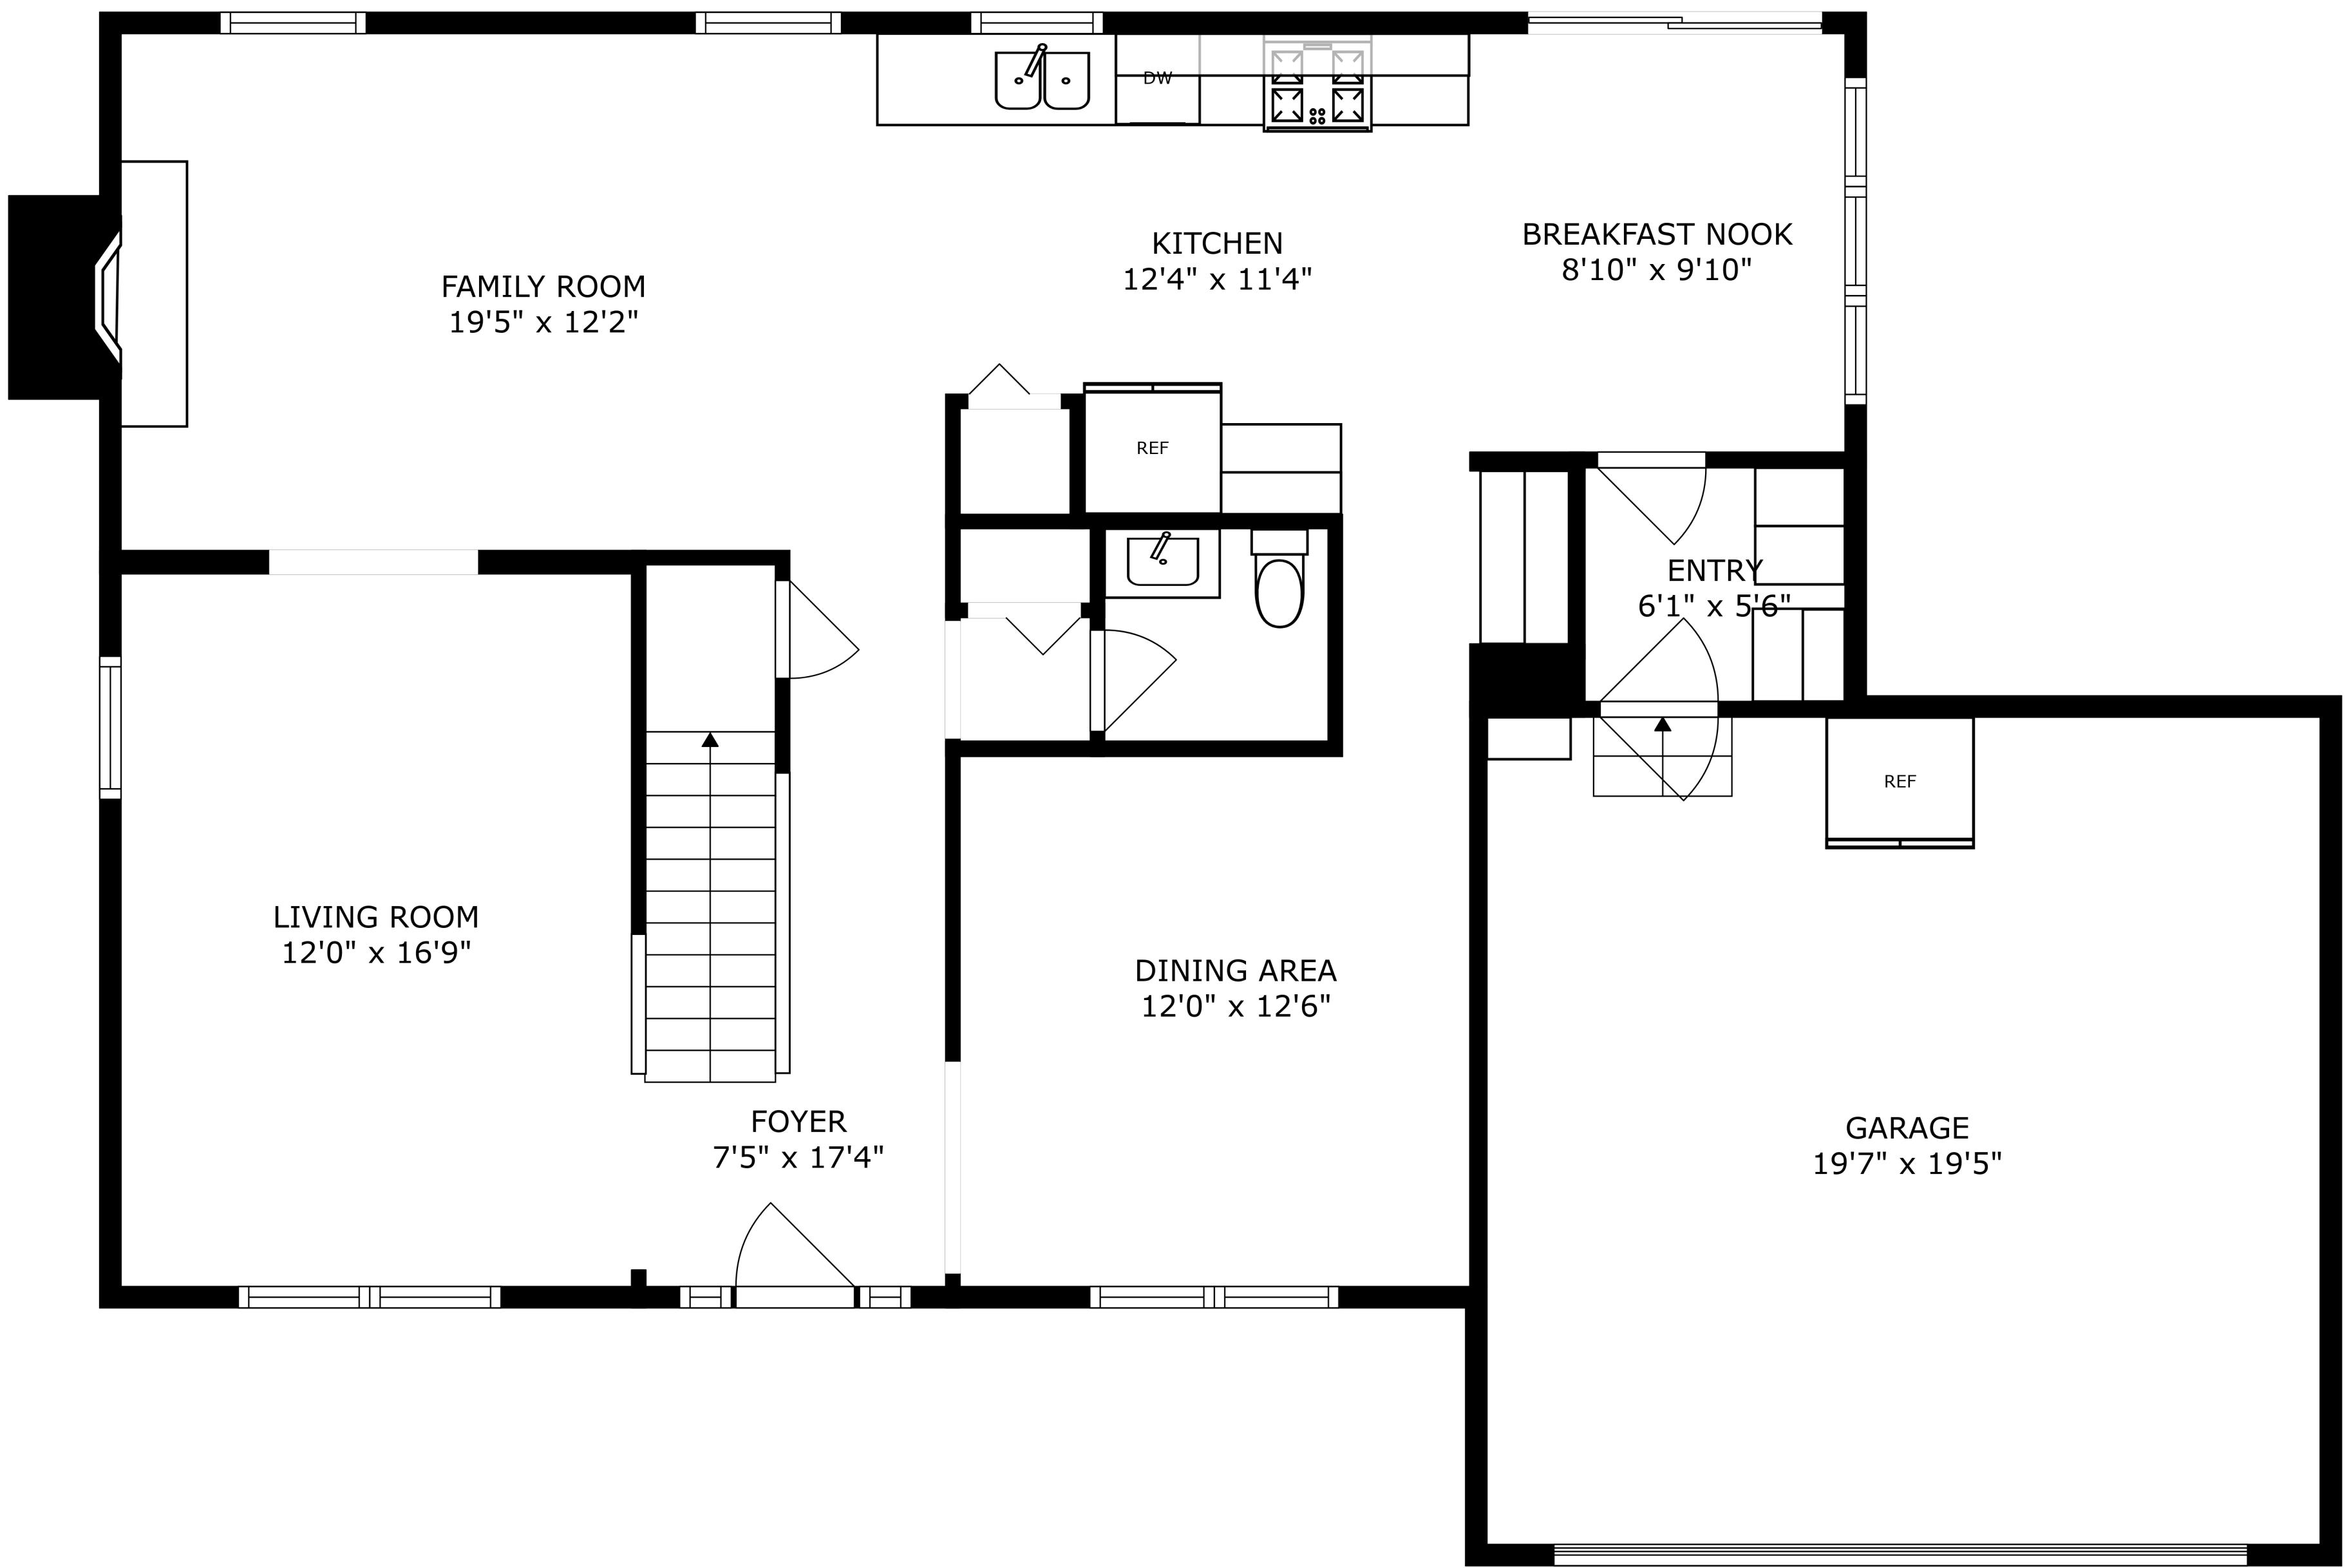 DW
BREAKFAST NOOK
8'10" x 9'10"
KITCHEN
12'4" x 11'4"
FAMILY ROOM
19'5" x 12'2"
REF
ENTRY
6'1" x 5'6"
REF
LIVING ROOM
12'0" x 16'9"
DINING AREA
12'0" x 12'6"
FOYER
7'5" x 17'4"
GARAGE
19'7" x 19'5"